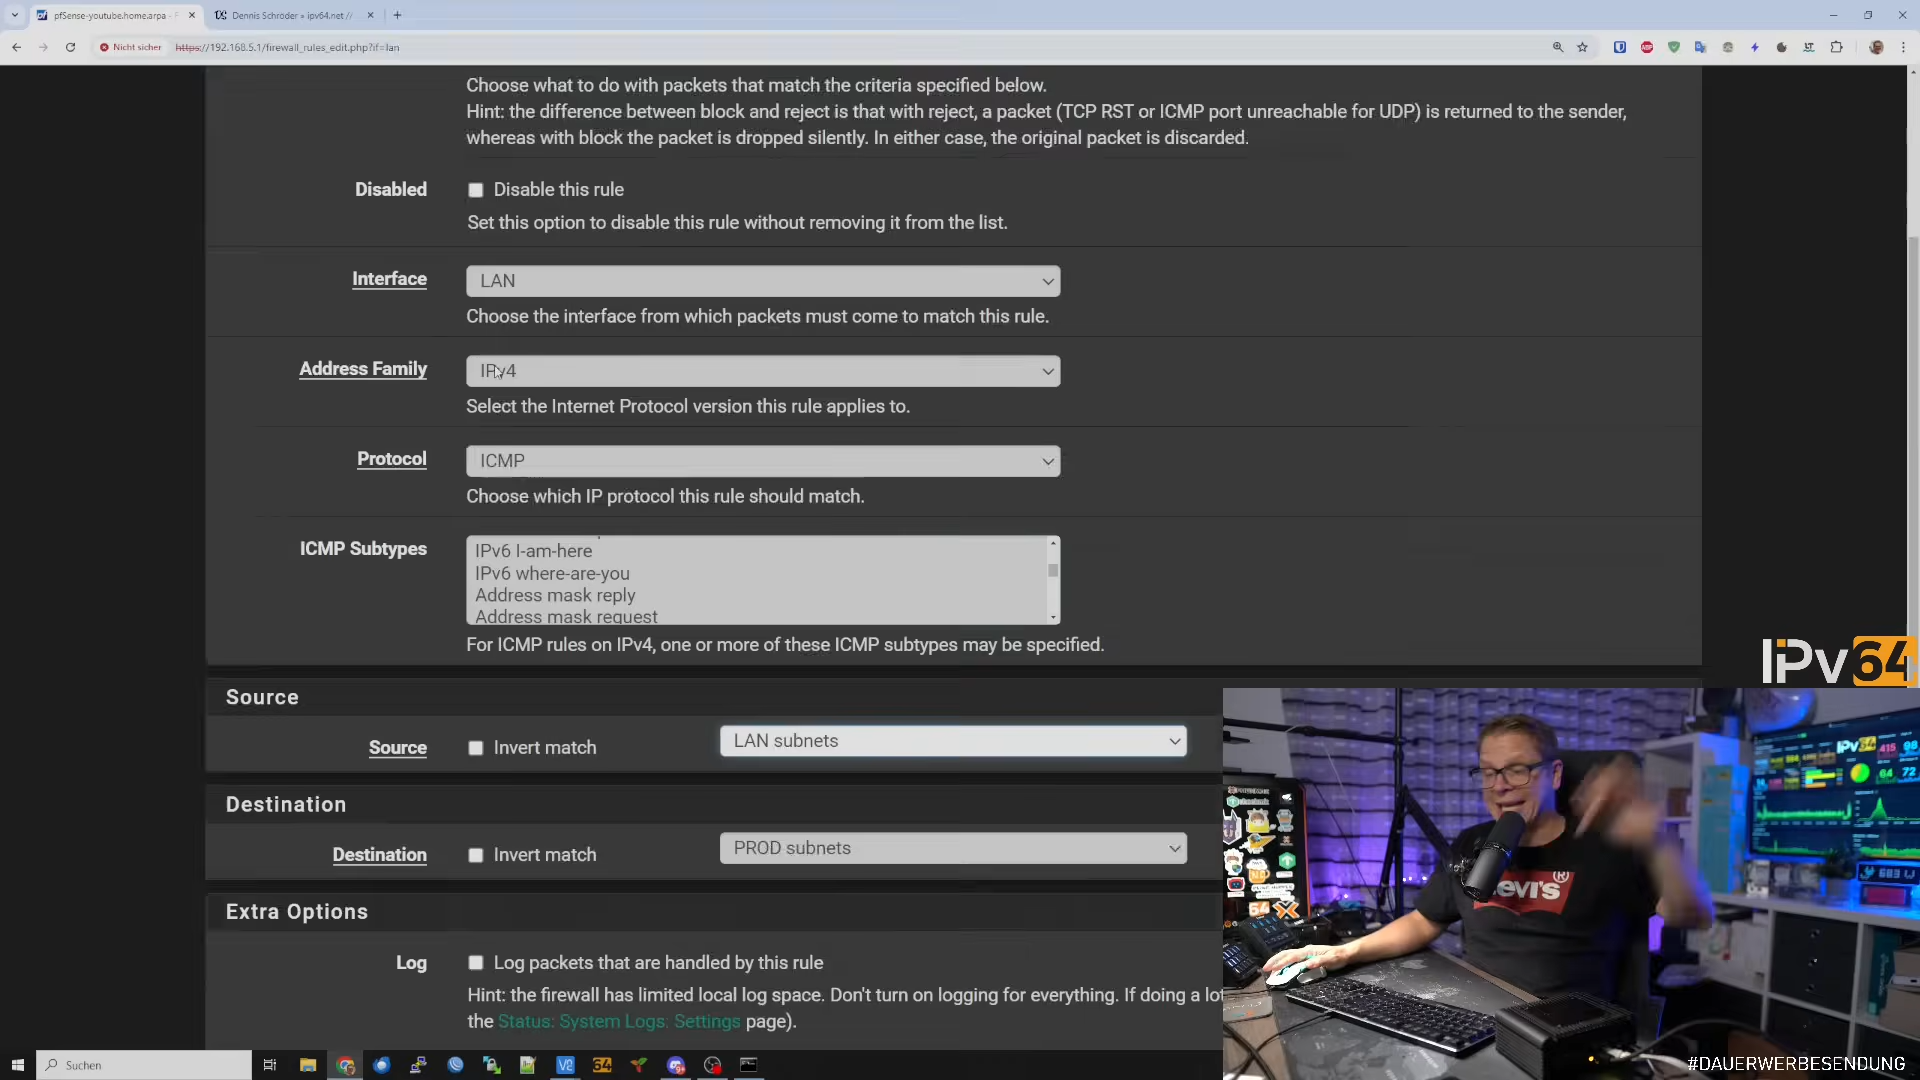 pfSense-youtube.home.arpa - F
Dennis Schröder » ipv64.net //
Nicht sicher
https://192.168.5.1/firewall_rules_edit.php?if=lan
Choose what to do with packets that match the criteria specified below.
Hint: the difference between block and reject is that with reject, a packet (TCP RST or ICMP port unreachable for UDP) is returned to the sender,
whereas with block the packet is dropped silently. In either case, the original packet is discarded.
Disabled
Disable this rule
Set this option to disable this rule without removing it from the list.
Interface
LAN
Choose the interface from which packets must come to match this rule.
Address Family
IPv4
Select the Internet Protocol version this rule applies to.
Protocol
ICMP
Choose which IP protocol this rule should match.
ICMP Subtypes
IPv6 I-am-here
IPv6 where-are-you
Address mask reply
Address mask request
For ICMP rules on IPv4, one or more of these ICMP subtypes may be specified.
IPv64
Source
Source
Invert match
LAN subnets
Destination
Destination
Invert match
PROD subnets
Extra Options
Log
Log packets that are handled by this rule
Hint: the firewall has limited local log space. Don't turn on logging for everything. If doing a lot
the Status: System Logs: Settings page).
IPv64 415 98
64 72
683 W
Levi's
®
Suchen
64
#DAUERWERBESENDUNG